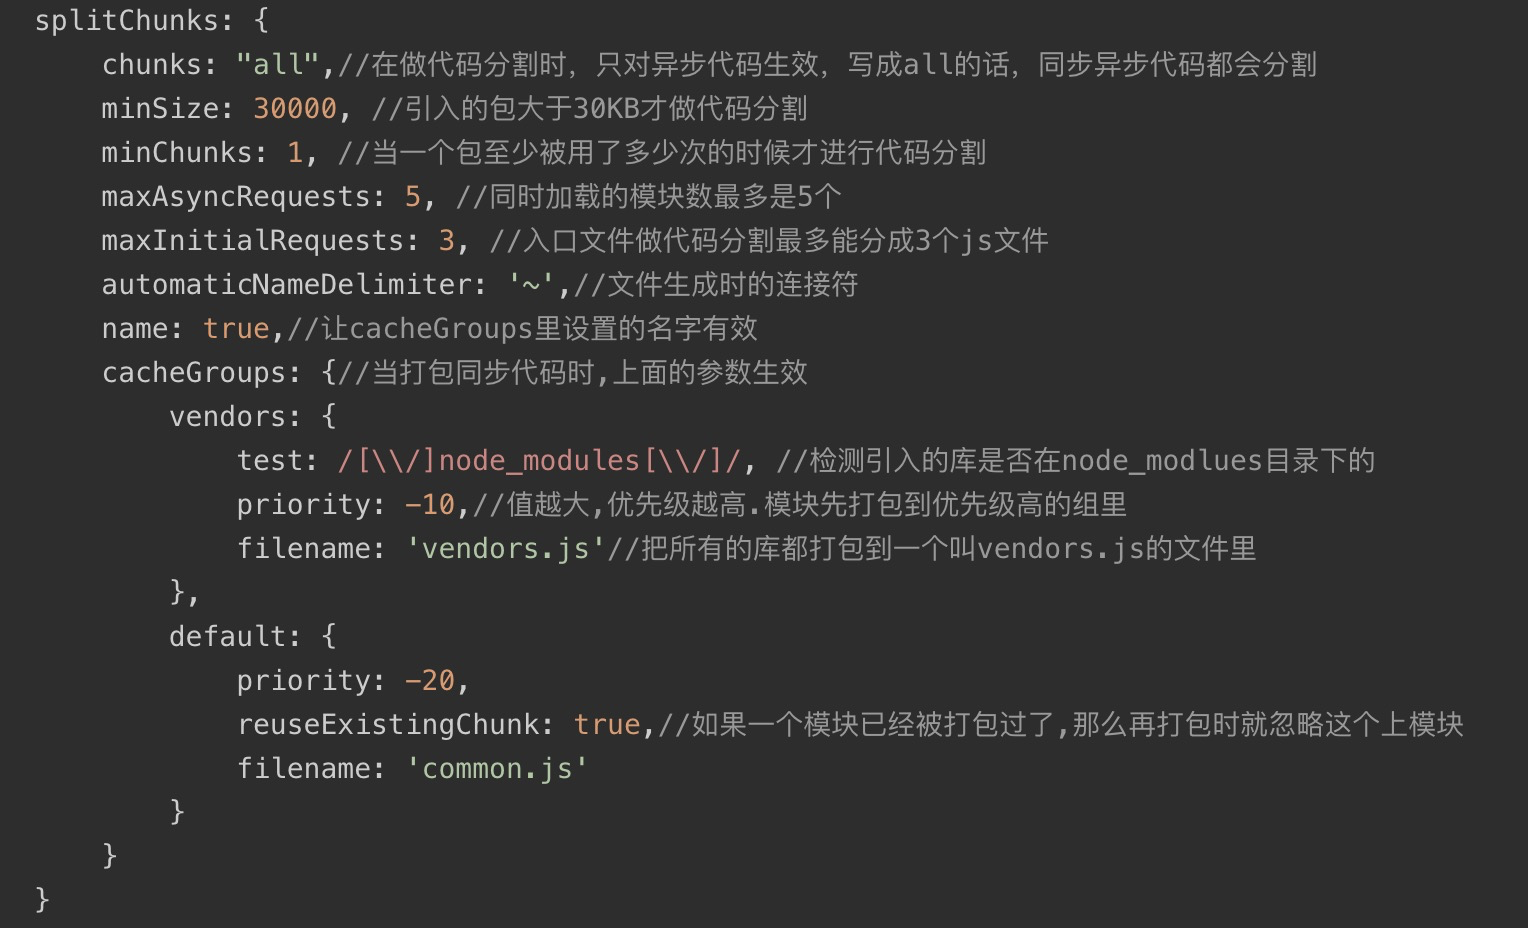 splitChunks: {
chunks: "all",//在做代码分割时，只对异步代码生效，写成all的话，同步异步代码都会分割
minSize: 30000, //引入的包大于30KB才做代码分割
minChunks: 1, //当一个包至少被用了多少次的时候才进行代码分割
maxAsyncRequests: 5, //同时加载的模块数最多是5个
maxInitialRequests: 3, //入口文件做代码分割最多能分成3个js文件
automaticNameDelimiter: '~',//文件生成时的连接符
name: true,//让cacheGroups里设置的名字有效
cacheGroups: {//当打包同步代码时,上面的参数生效
vendors: {
test: /[\\/]node_modules[\\/]/, //检测引入的库是否在node_modlues目录下的
priority: -10,//值越大,优先级越高.模块先打包到优先级高的组里
filename: 'vendors.js'//把所有的库都打包到一个叫vendors.js的文件里
},
default: {
priority: -20,
reuseExistingChunk: true,//如果一个模块已经被打包过了,那么再打包时就忽略这个上模块
filename: 'common.js'
}
}
}